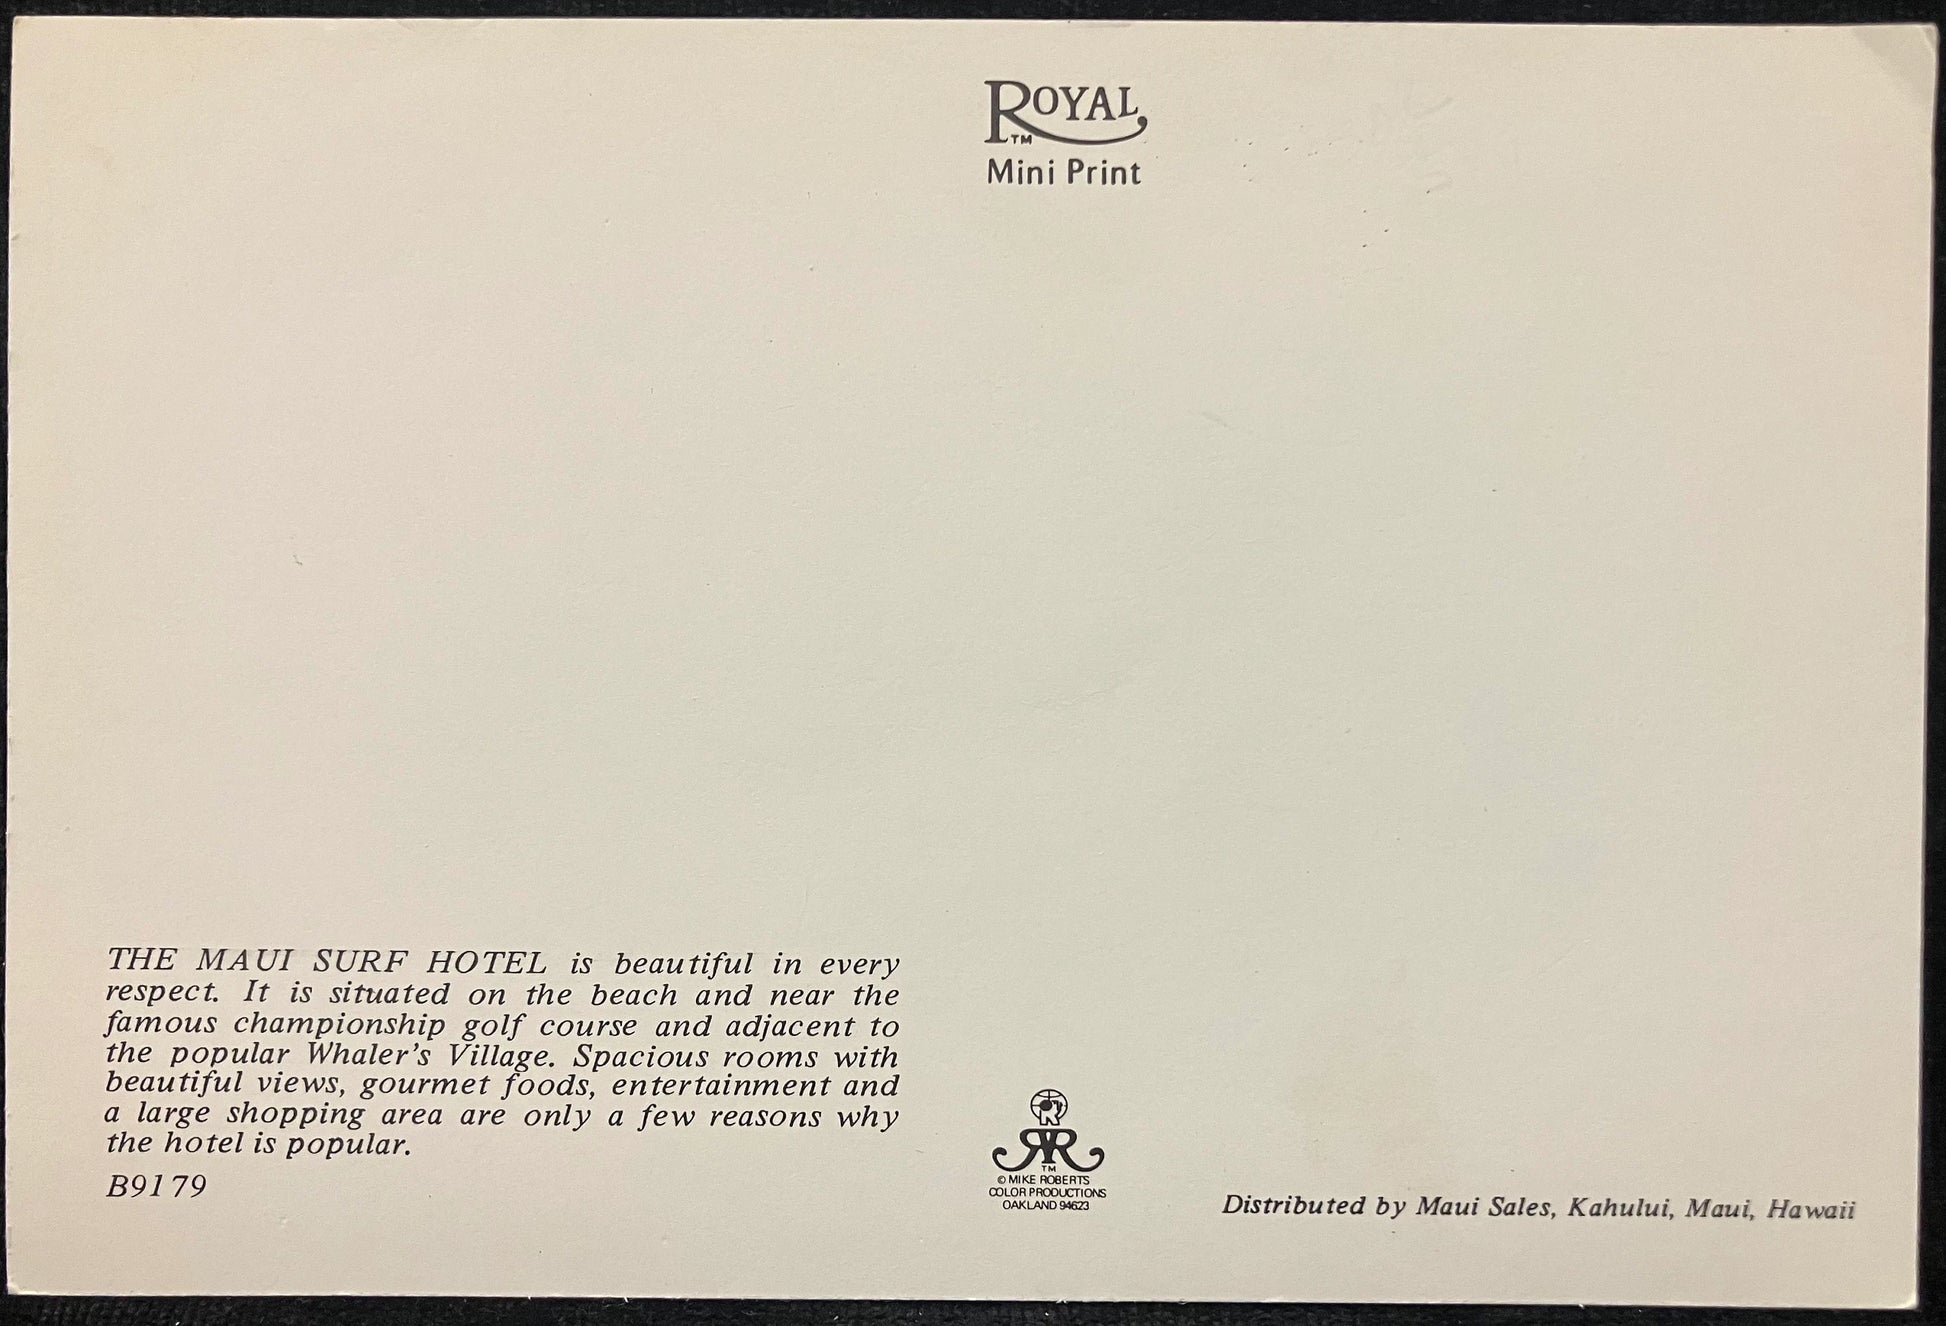 ROYAL
TM
Mini Print
THE MAUI SURF HOTEL is beautiful in every
respect. It is situated on the beach and near the
famous championship golf course and adjacent to
the popular Whaler's Village. Spacious rooms with
beautiful views, gourmet foods, entertainment and
a large shopping area are only a few reasons why
the hotel is popular.
B9179
R
RR
TM
© MIKE ROBERTS
COLOR PRODUCTIONS
OAKLAND 94623
Distributed by Maui Sales, Kahului, Maui, Hawaii